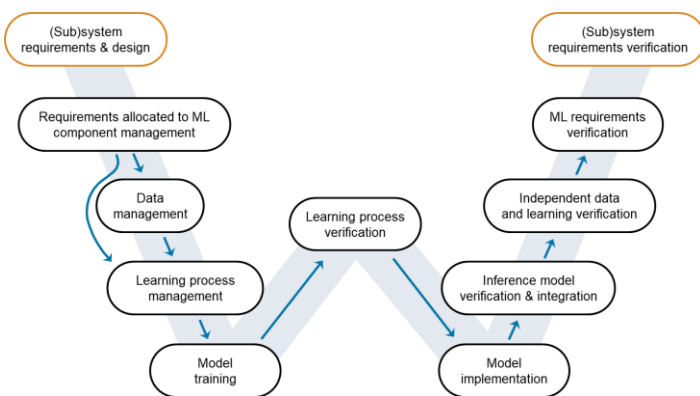 (Sub)system
requirements & design
(Sub)system
requirements verification
Requirements allocated to ML
component management
ML requirements
verification
Data
management
Learning process
verification
Independent data
and learning verification
Learning process
management
Inference model
verification & integration
Model
training
Model
implementation